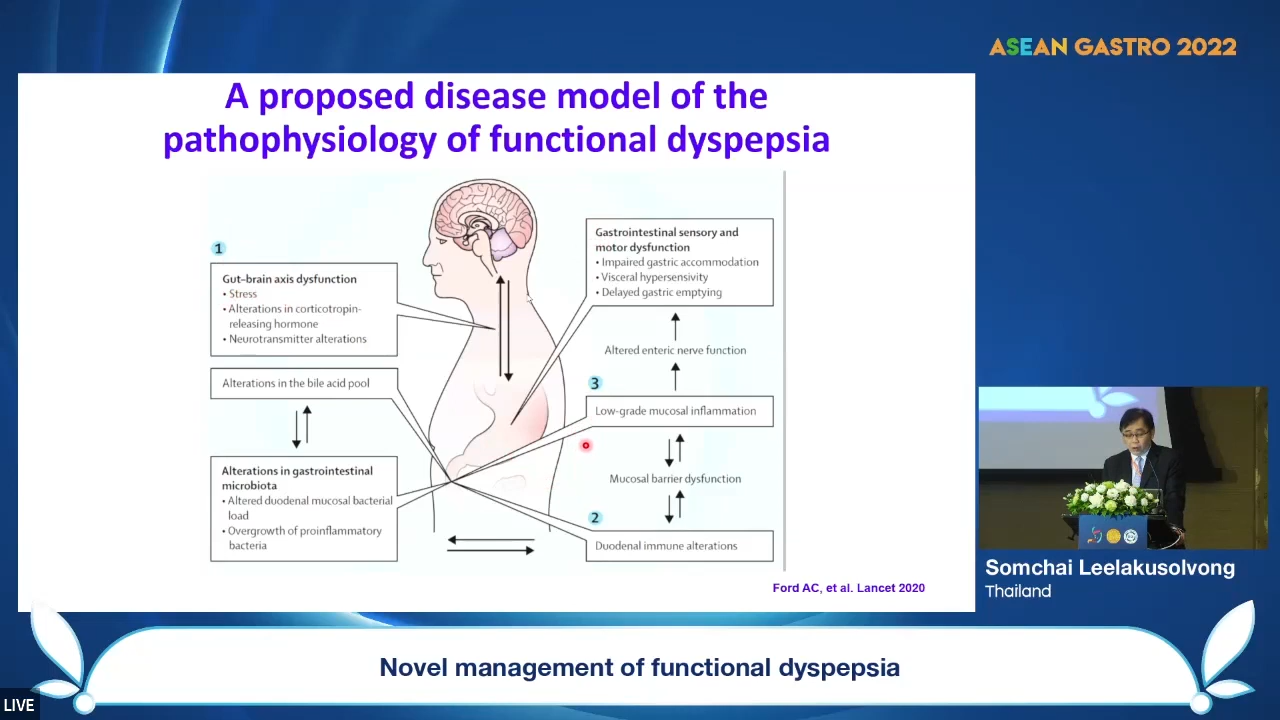 ASEAN GASTRO 2022
A proposed disease model of the
pathophysiology of functional dyspepsia
1
Gut–brain axis dysfunction
• Stress
• Alterations in corticotropin-
releasing hormone
• Neurotransmitter alterations
Alterations in the bile acid pool
Alterations in gastrointestinal
microbiota
• Altered duodenal mucosal bacterial
load
• Overgrowth of proinflammatory
bacteria
Gastrointestinal sensory and
motor dysfunction
• Impaired gastric accommodation
• Visceral hypersensivity
• Delayed gastric emptying
Altered enteric nerve function
3
Low-grade mucosal inflammation
Mucosal barrier dysfunction
2
Duodenal immune alterations
Ford AC, et al. Lancet 2020
Somchai Leelakusolvong
Thailand
Novel management of functional dyspepsia
LIVE